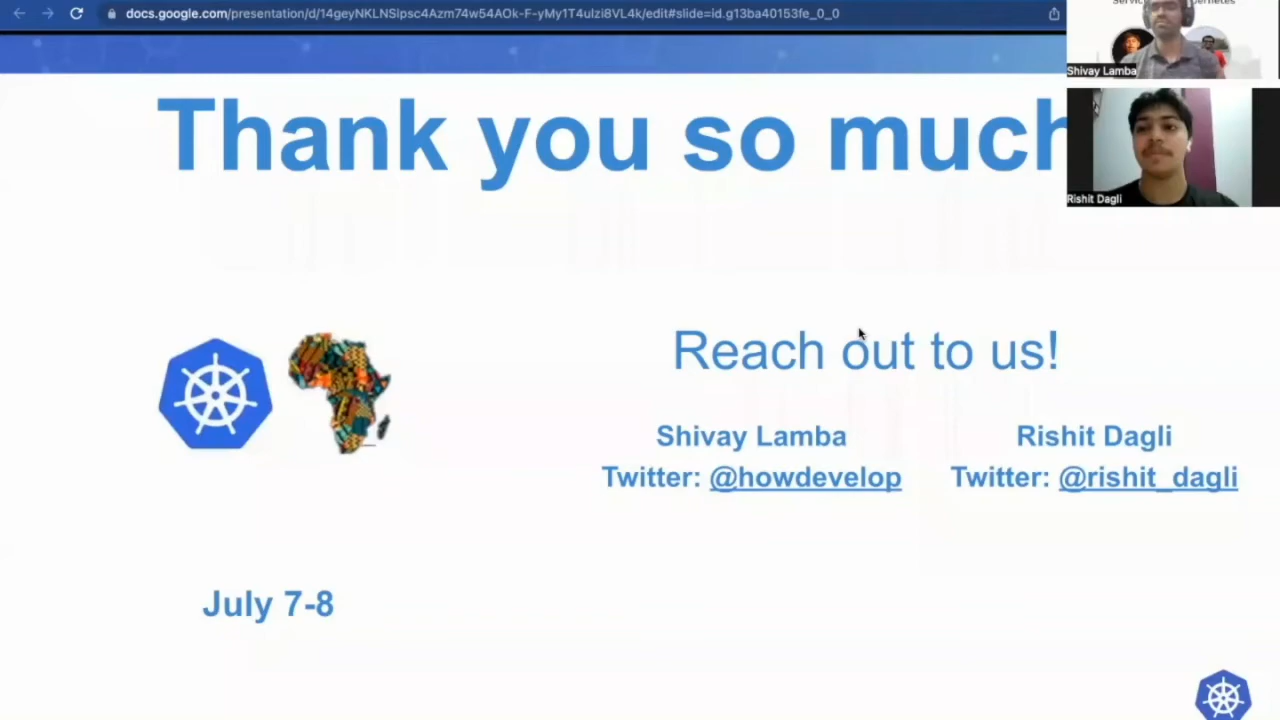 docs.google.com/presentation/d/14geyNKLNSIpsc4Azm74w54AOk-F-yMy1T4ulzi8VL4k/edit#slide=id.g13ba40153fe_0_0
Shivay Lamba
Thank you so much
Rishit Dagli
Reach out to us!
Shivay Lamba
Rishit Dagli
Twitter: @howdevelop
Twitter: @rishit_dagli
July 7-8